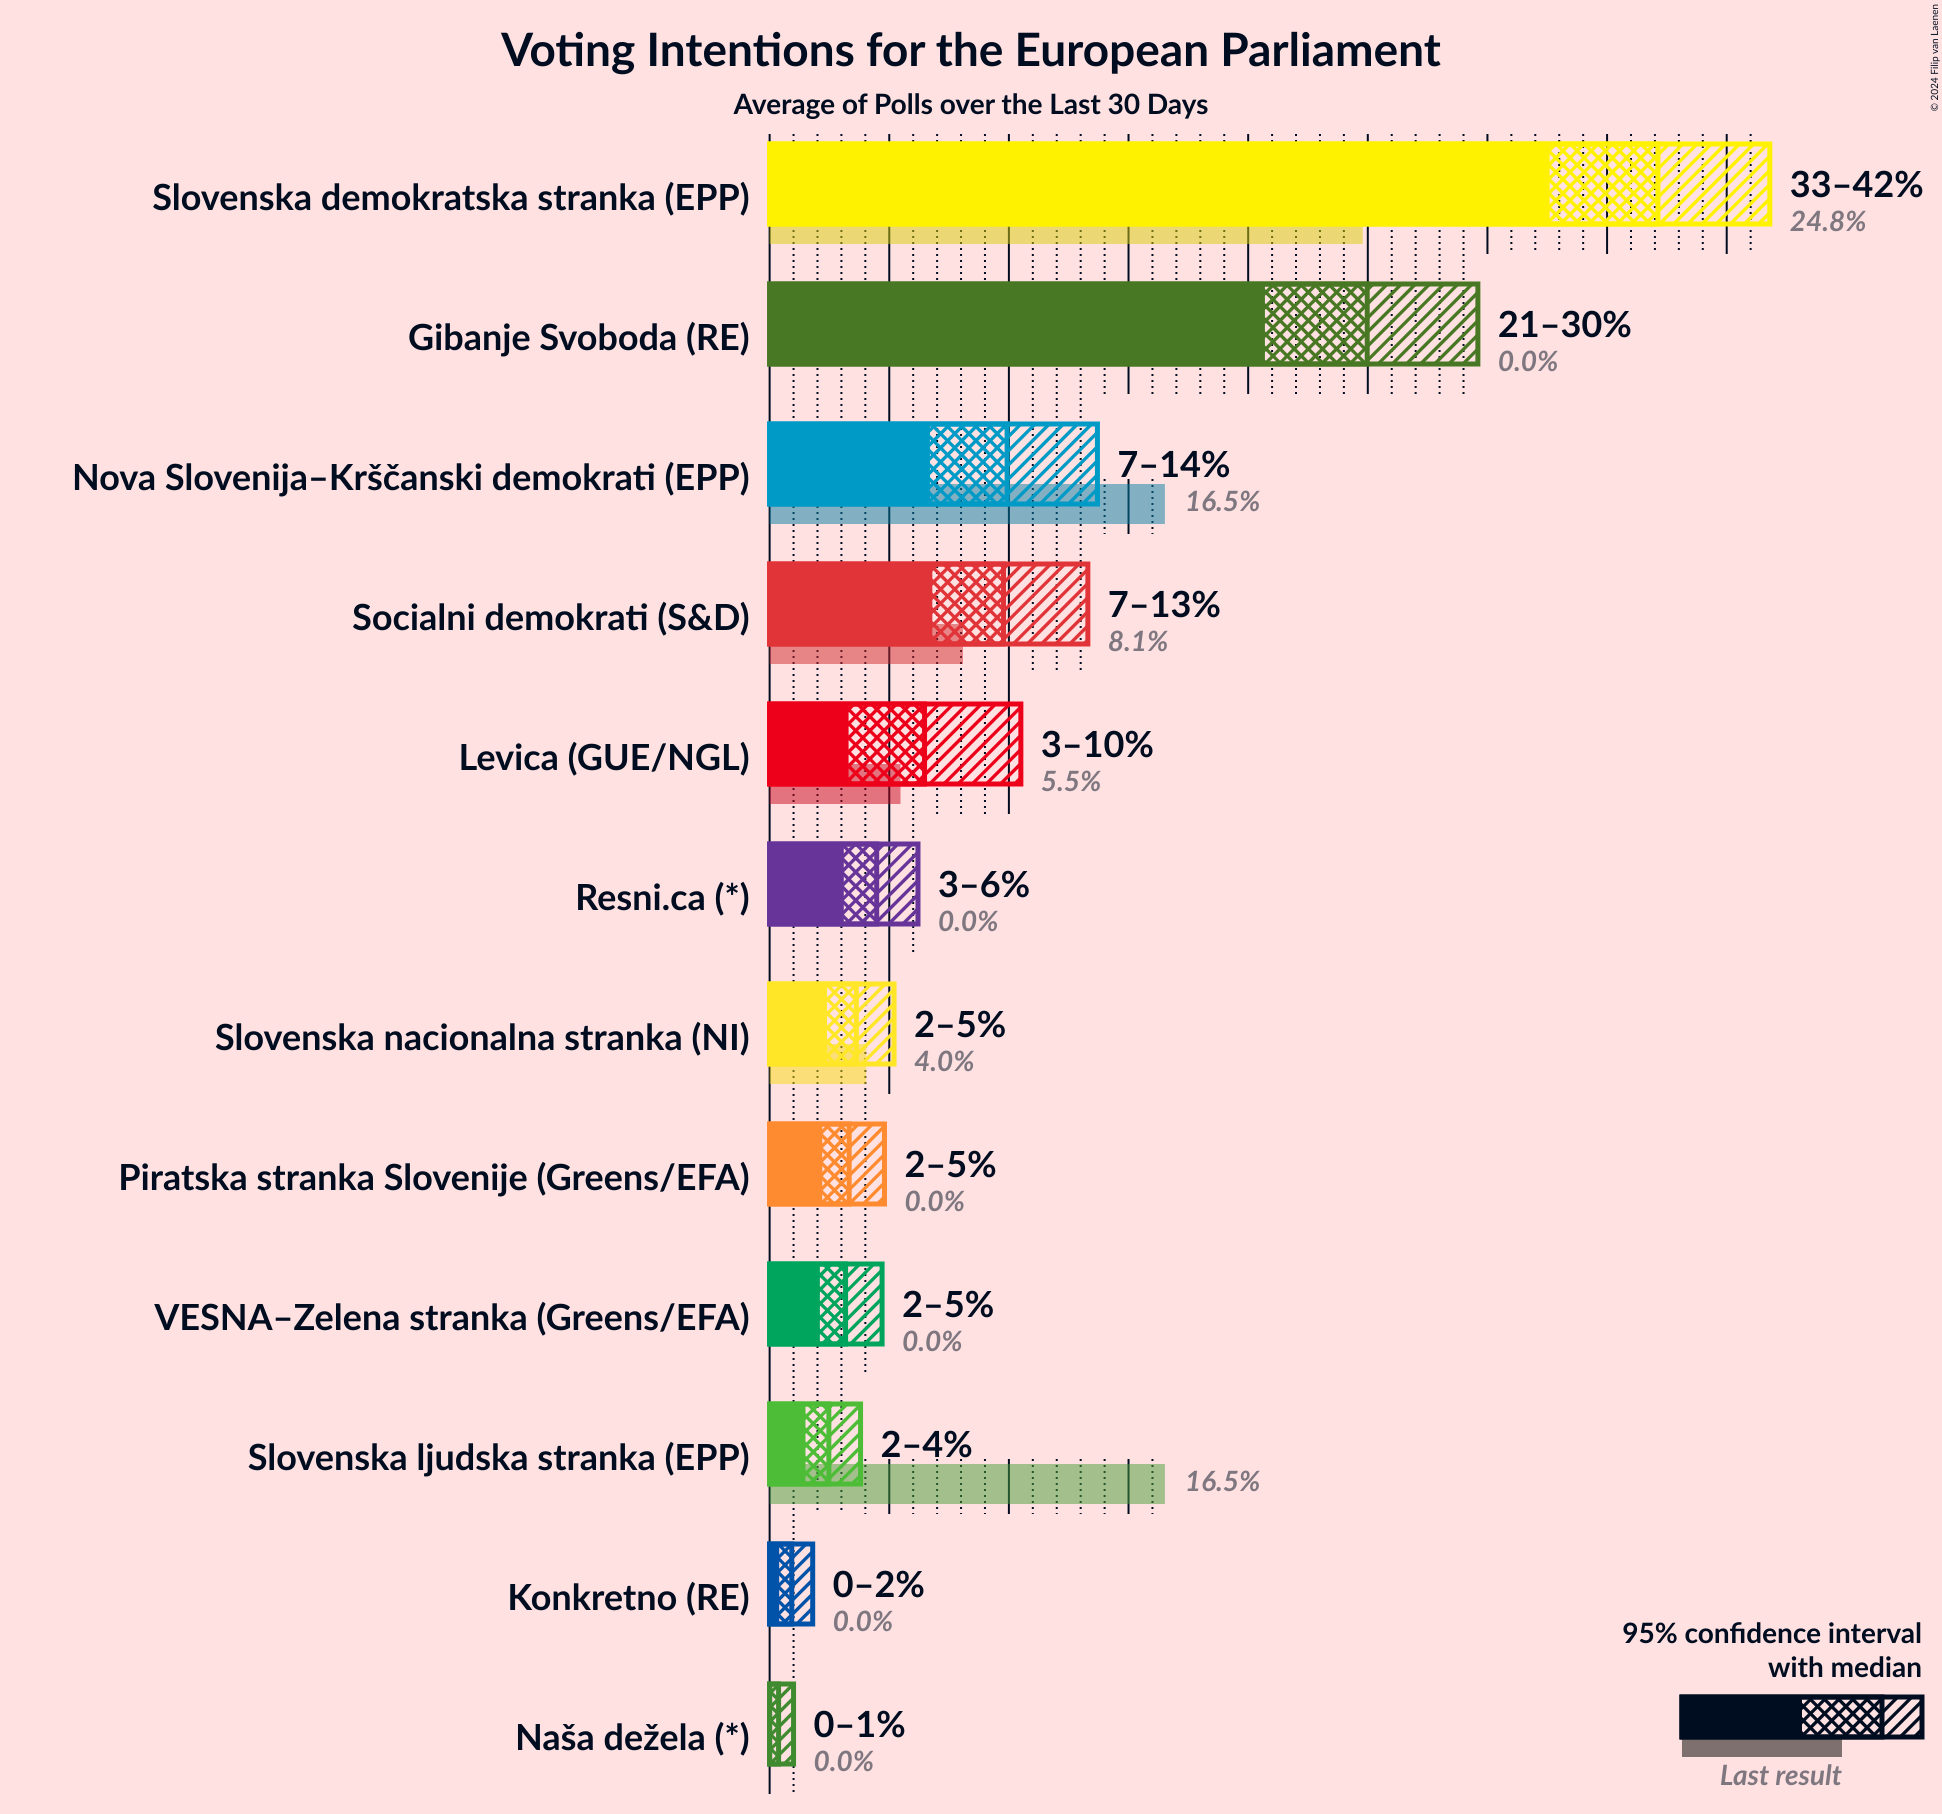 Voting Intentions for the European Parliament
Average of Polls over the Last 30 Days
© 2024 Filip van Laenen
Slovenska demokratska stranka (EPP)
33–42%
24.8%
Gibanje Svoboda (RE)
21–30%
0.0%
Nova Slovenija–Krščanski demokrati (EPP)
7–14%
16.5%
Socialni demokrati (S&D)
7–13%
8.1%
Levica (GUE/NGL)
3–10%
5.5%
Resni.ca (*)
3–6%
0.0%
Slovenska nacionalna stranka (NI)
2–5%
4.0%
Piratska stranka Slovenije (Greens/EFA)
2–5%
0.0%
VESNA–Zelena stranka (Greens/EFA)
2–5%
0.0%
Slovenska ljudska stranka (EPP)
2–4%
16.5%
Konkretno (RE)
0–2%
0.0%
Naša dežela (*)
0–1%
0.0%
95% confidence interval
with median
Last result